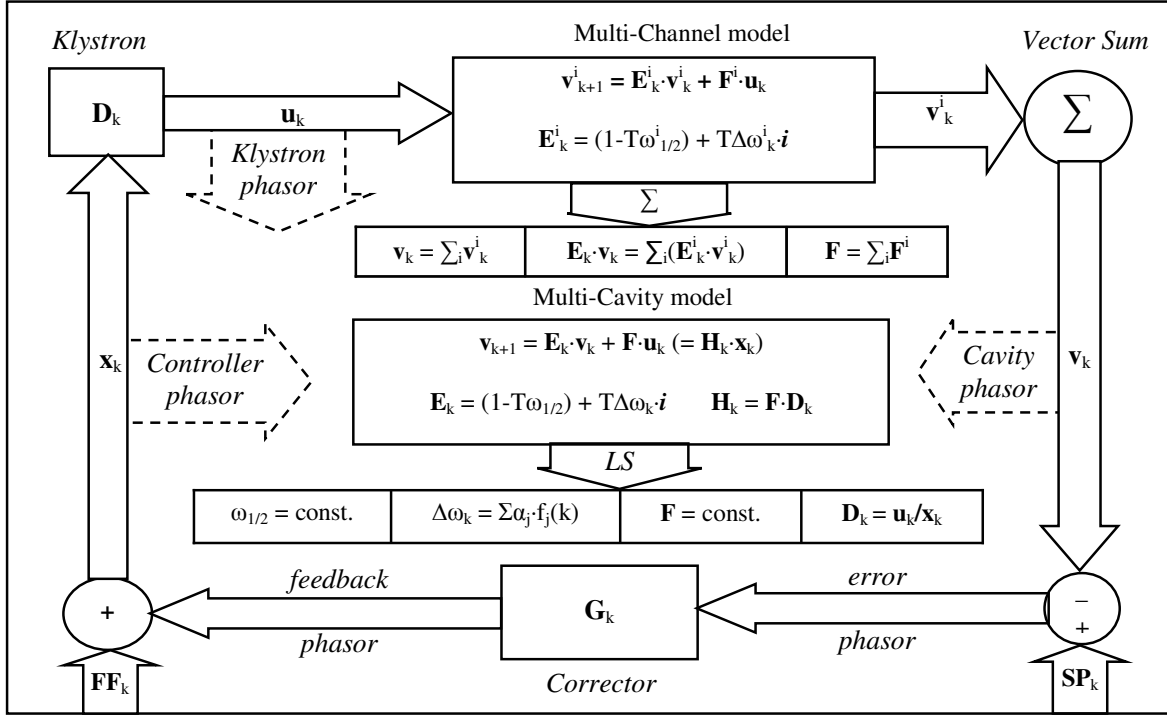 Klystron
Multi-Channel model
Vector Sum
D_k
u_k
v^i_{k+1} = E^i_k·v^i_k + F^i·u_k
E^i_k = (1-Tω^i_{1/2}) + TΔω^i_k·i
v^i_k
Σ
Klystron
phasor
Σ
v_k = ∑_i v^i_k
E_k·v_k = ∑_i(E^i_k·v^i_k)
F = ∑_i F^i
Multi-Cavity model
v_{k+1} = E_k·v_k + F·u_k (= H_k·x_k)
E_k = (1-Tω_{1/2}) + TΔω_k·i H_k = F·D_k
x_k
Controller
phasor
Cavity
phasor
v_k
LS
ω_{1/2} = const.
Δω_k = Σα_j·f_j(k)
F = const.
D_k = u_k/x_k
feedback
phasor
G_k
error
phasor
+
–
+
FF_k
Corrector
SP_k